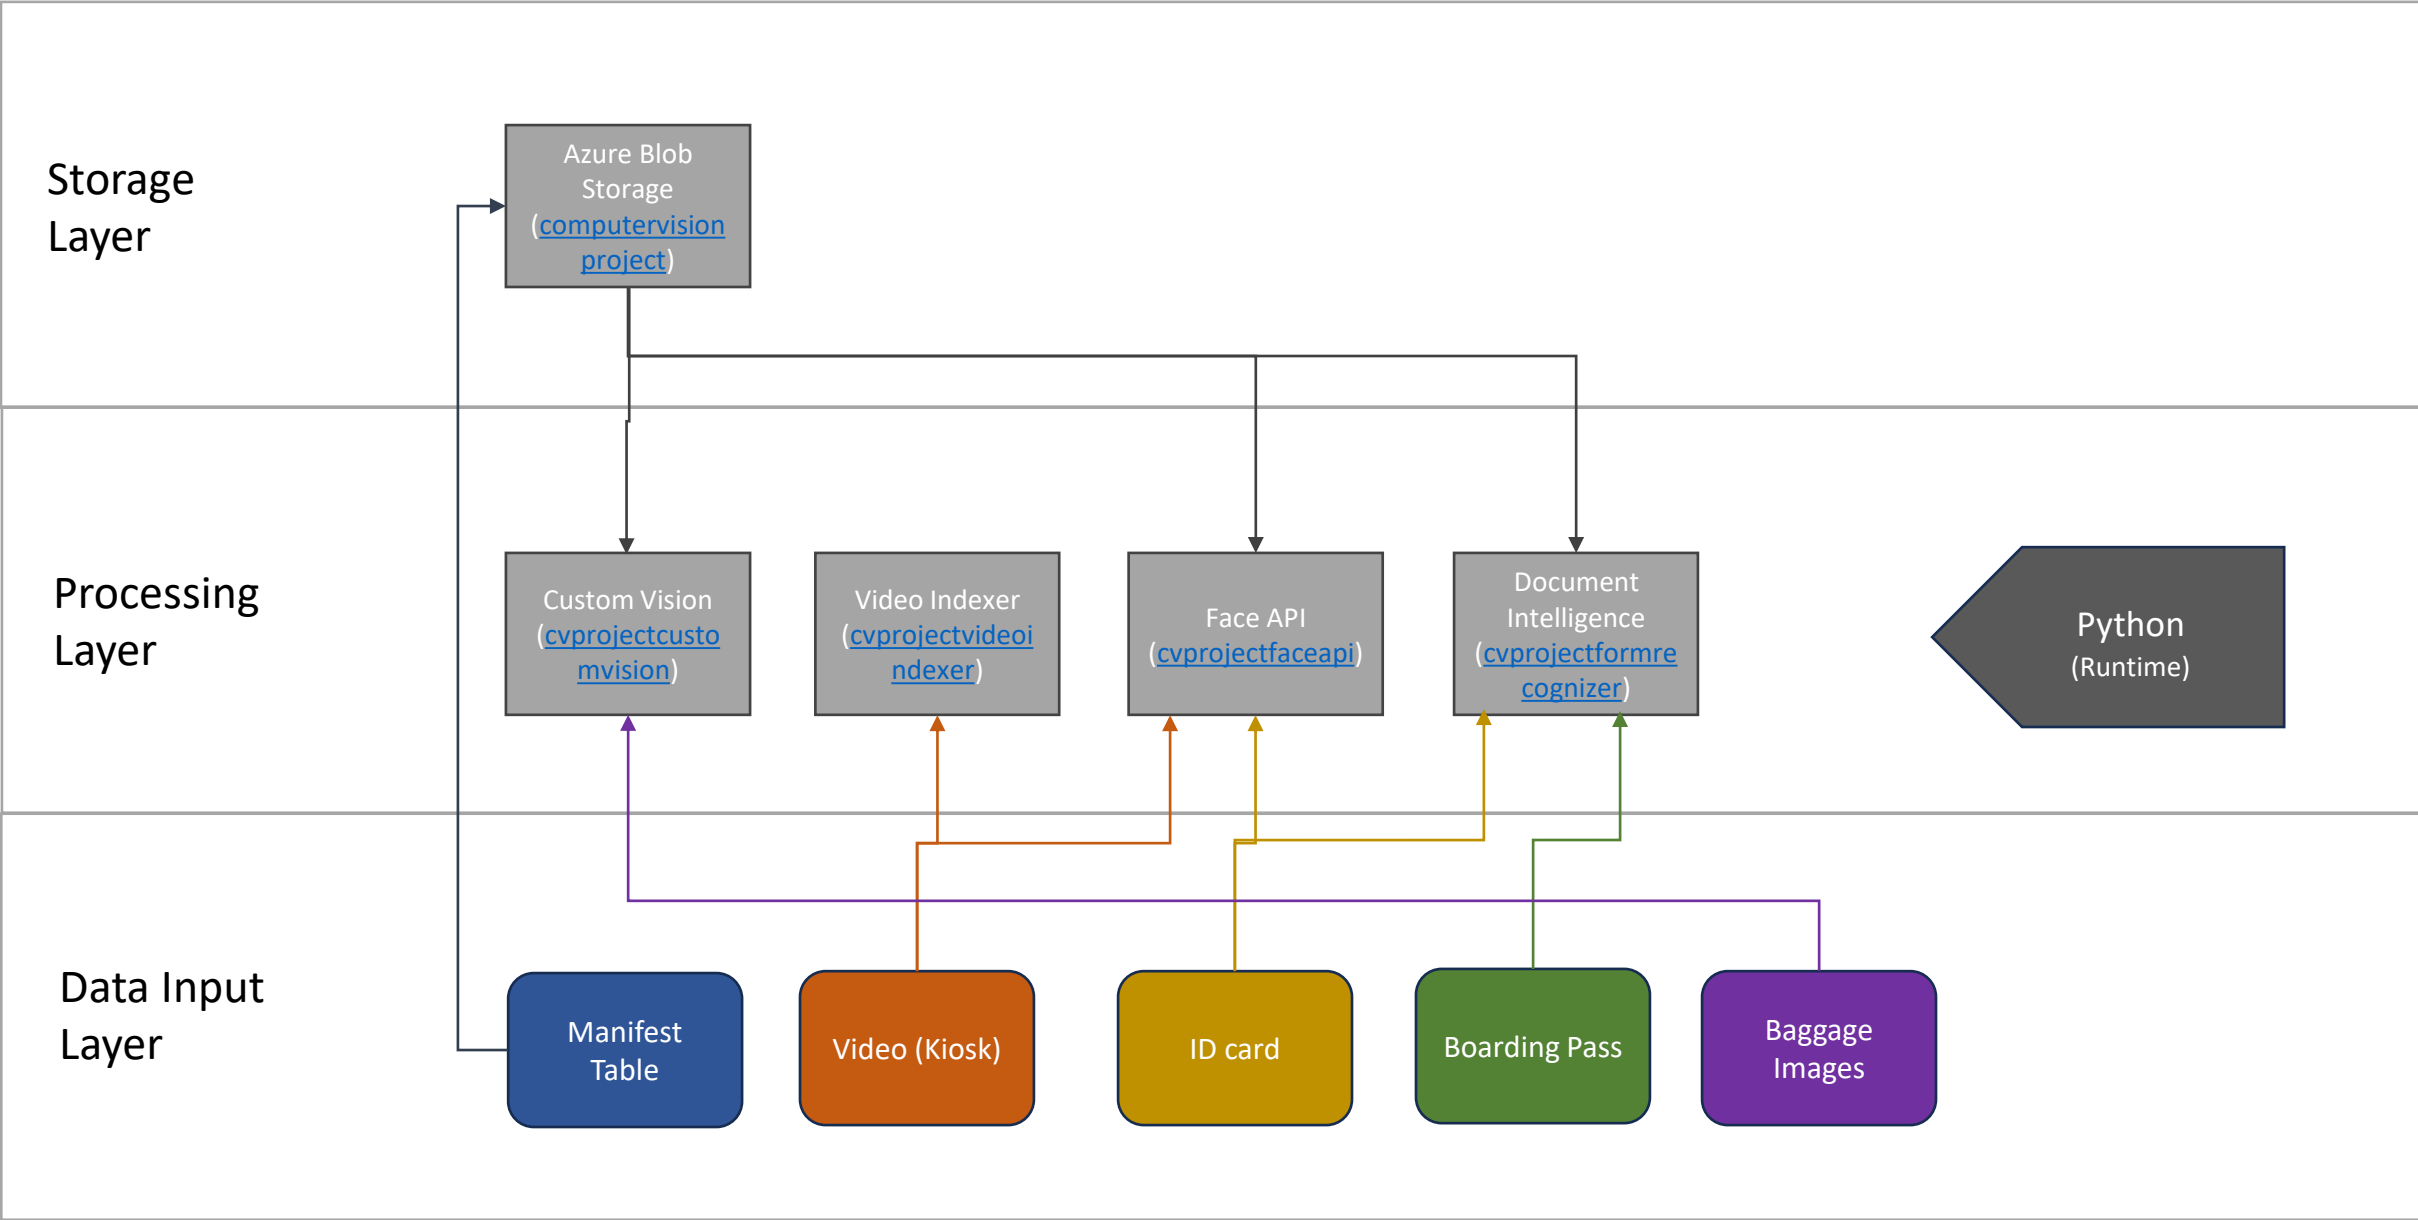 Storage
Layer
Azure Blob
Storage
(computervision
project)
Processing
Layer
Custom Vision
(cvprojectcusto
mvision)
Video Indexer
(cvprojectvideoi
ndexer)
Face API
(cvprojectfaceapi)
Document
Intelligence
(cvprojectformre
cognizer)
Python
(Runtime)
Data Input
Layer
Manifest
Table
Video (Kiosk)
ID card
Boarding Pass
Baggage
Images